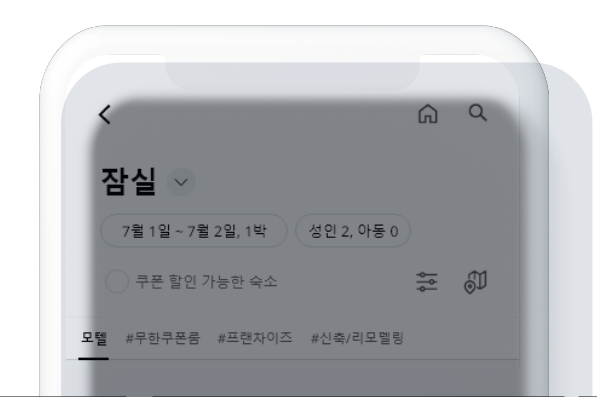 잠실
7월 1일 ~ 7월 2일, 1박 성인 2, 아동 0
쿠폰 할인 가능한 숙소
모텔 #무한쿠폰룸 #프랜차이즈 #신축/리모델링